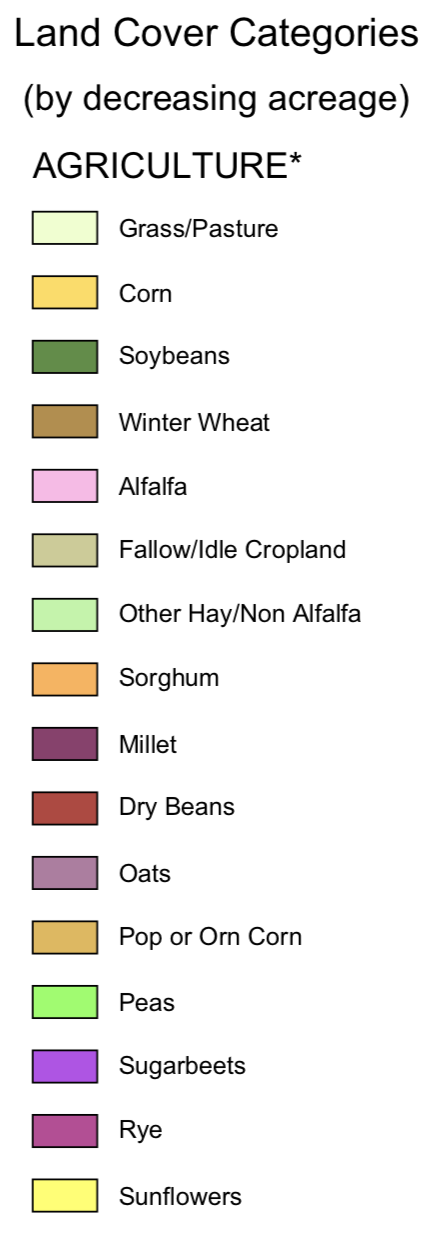 Land Cover Categories
(by decreasing acreage)
AGRICULTURE*
Grass/Pasture
Corn
Soybeans
Winter Wheat
Alfalfa
Fallow/Idle Cropland
Other Hay/Non Alfalfa
Sorghum
Millet
Dry Beans
Oats
Pop or Orn Corn
Peas
Sugarbeets
Rye
Sunflowers